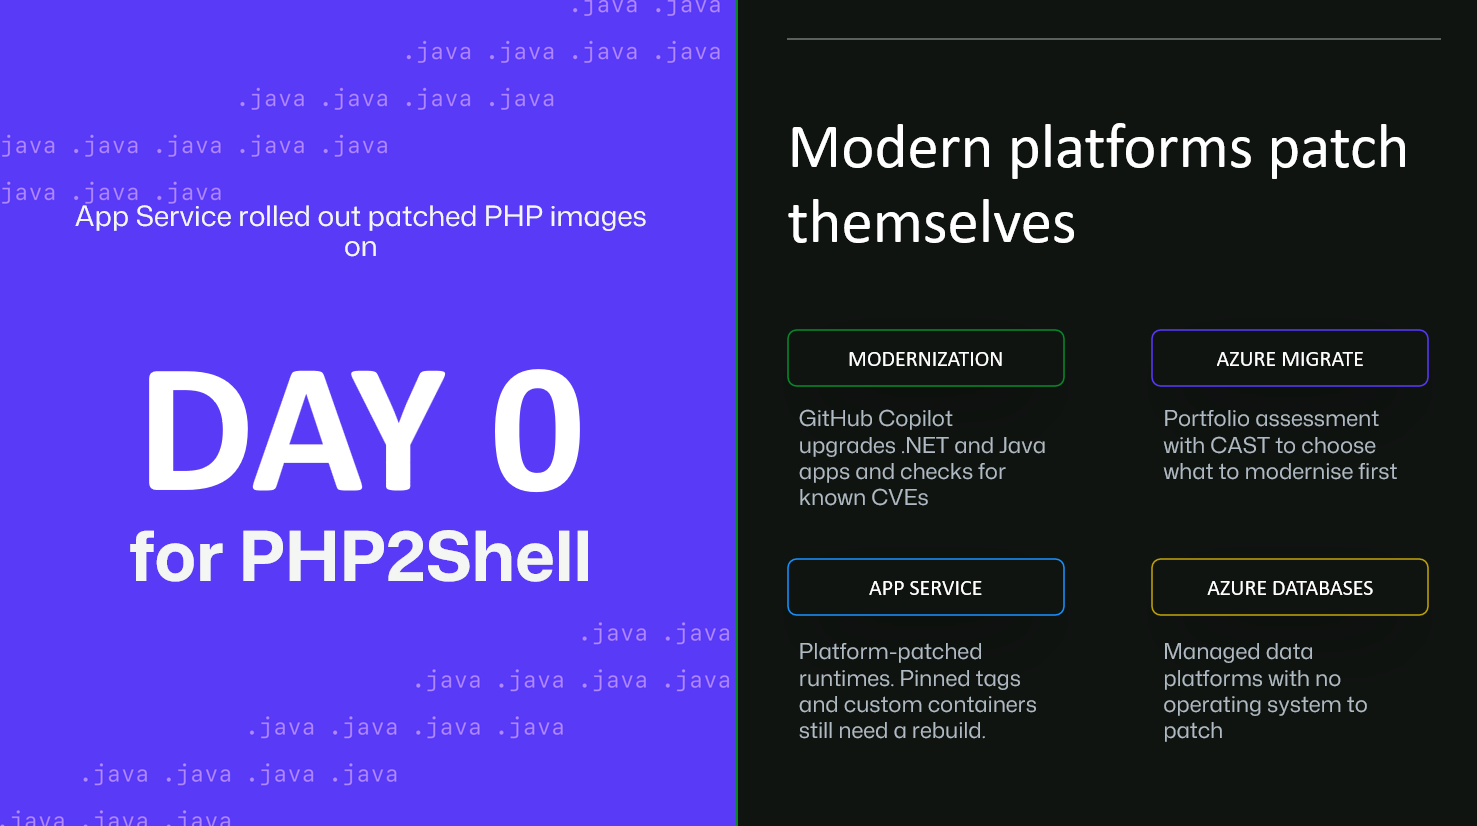 .java .java
.java .java .java .java
.java .java .java .java
java .java .java .java .java
java .java .java
App Service rolled out patched PHP images
on
DAY 0
for PHP2Shell
.java .java
.java .java .java .java
.java .java .java .java
.java .java .java .java
.java .java .java
Modern platforms patch
themselves
MODERNIZATION
GitHub Copilot
upgrades .NET and Java
apps and checks for
known CVEs
AZURE MIGRATE
Portfolio assessment
with CAST to choose
what to modernise first
APP SERVICE
Platform-patched
runtimes. Pinned tags
and custom containers
still need a rebuild.
AZURE DATABASES
Managed data
platforms with no
operating system to
patch